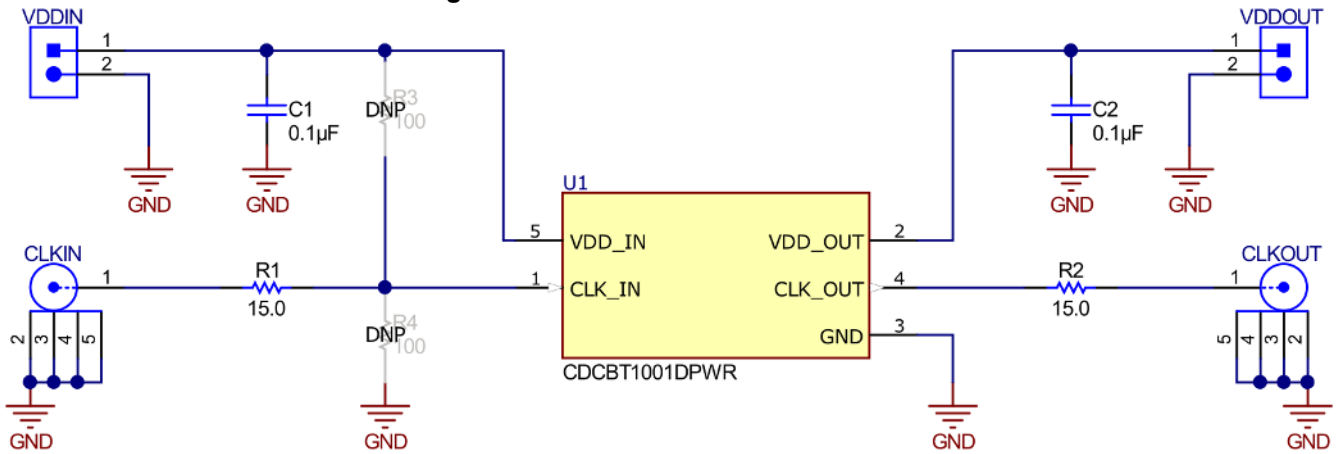 VDDIN
1
2
GND
C1
0.1µF
GND
DNP
R3
100
VDDOUT
1
2
C2
0.1µF
GND
GND
U1
5
VDD_IN
VDD_OUT
2
1
CLK_IN
CLK_OUT
4
GND
3
CDCBT1001DPWR
GND
CLKIN
1
R1
15.0
2
3
4
5
GND
DNP
R4
100
GND
R2
15.0
CLKOUT
1
5
4
3
2
GND